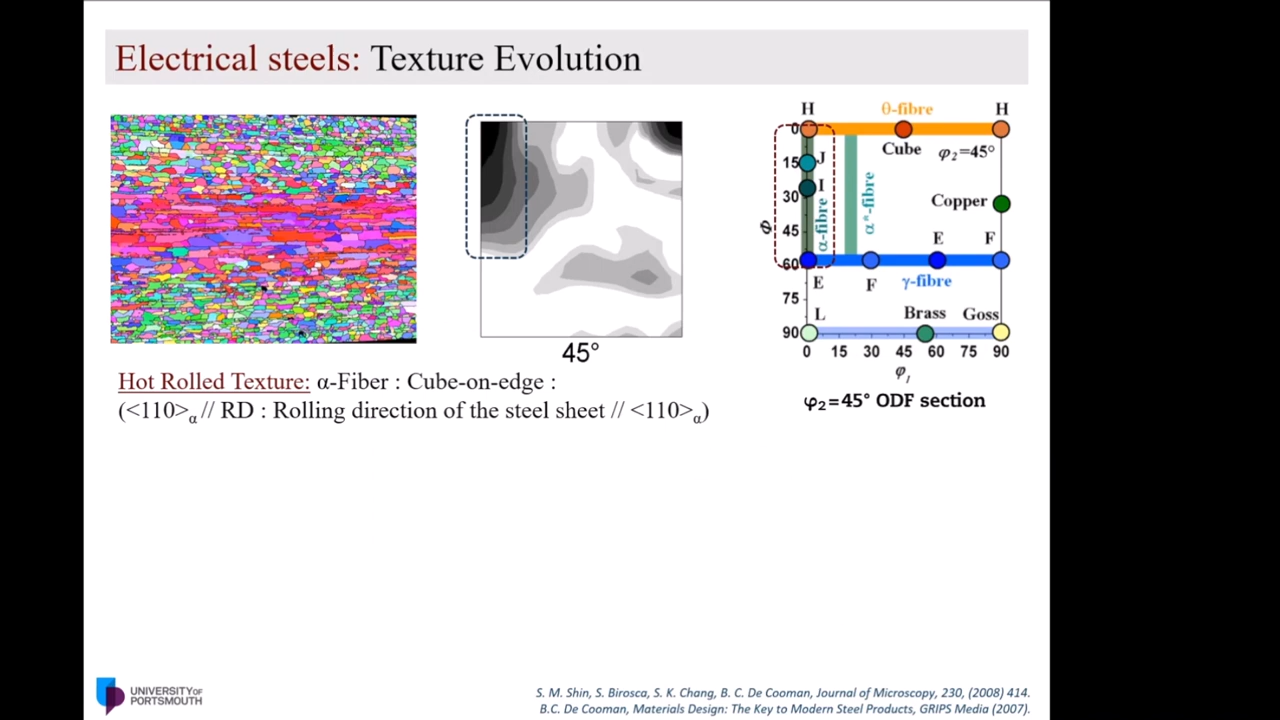 Electrical steels: Texture Evolution
45°
H θ-fibre H
0
Cube φ₂=45°
15 J
30 I
α-fibre
α*-fibre
Copper
Φ
45
E F
60
E F γ-fibre
75
L Brass Goss
90
0 15 30 45 60 75 90
φ₁
φ₂=45° ODF section
Hot Rolled Texture: α-Fiber : Cube-on-edge :
(<110>α // RD : Rolling direction of the steel sheet // <110>α)
UNIVERSITY OF
PORTSMOUTH
S. M. Shin, S. Birosca, S. K. Chang, B. C. De Cooman, Journal of Microscopy, 230, (2008) 414.
B.C. De Cooman, Materials Design: The Key to Modern Steel Products, GRIPS Media (2007).